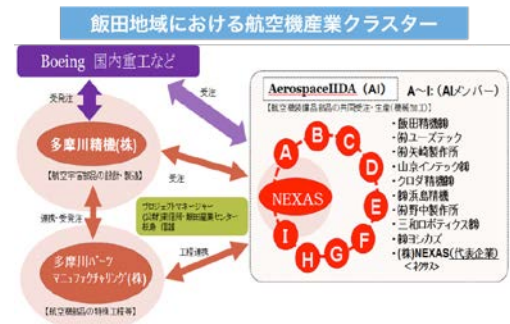 飯田地域における航空機産業クラスター
Boeing 国内重工など
受発注
受注
多摩川精機(株)
【航空宇宙部品の設計・製造】
受注
連携・受発注
プロジェクトマネージャー
(公財)南信州・飯田産業センター
松島 信雄
多摩川パーツ
マニュファクチャリング(株)
【航空機部品の特殊工程等】
工程連携
AerospaceIIDA（AI）
A～I:（AIメンバー）
【航空機装備品部品の共同受注・生産(機械加工)】
A
B
C
D
E
F
G
H
I
NEXAS
・飯田精機㈱
・㈲ユーズテック
・㈲矢崎製作所
・山京インテック㈱
・クロダ精機㈱
・㈱浜島精機
・㈲野中製作所
・三和ロボティクス㈱
・㈱ヨシカズ
・(株)NEXAS(代表企業)
＜ネクサス＞